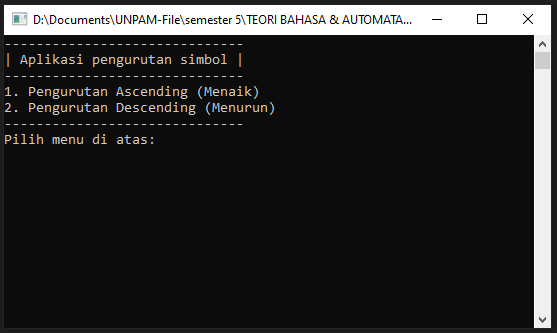 D:\Documents\UNPAM-File\semester 5\TEORI BAHASA & AUTOMATA...
------------------------------
| Aplikasi pengurutan simbol |
------------------------------
1. Pengurutan Ascending (Menaik)
2. Pengurutan Descending (Menurun)
------------------------------
Pilih menu di atas: